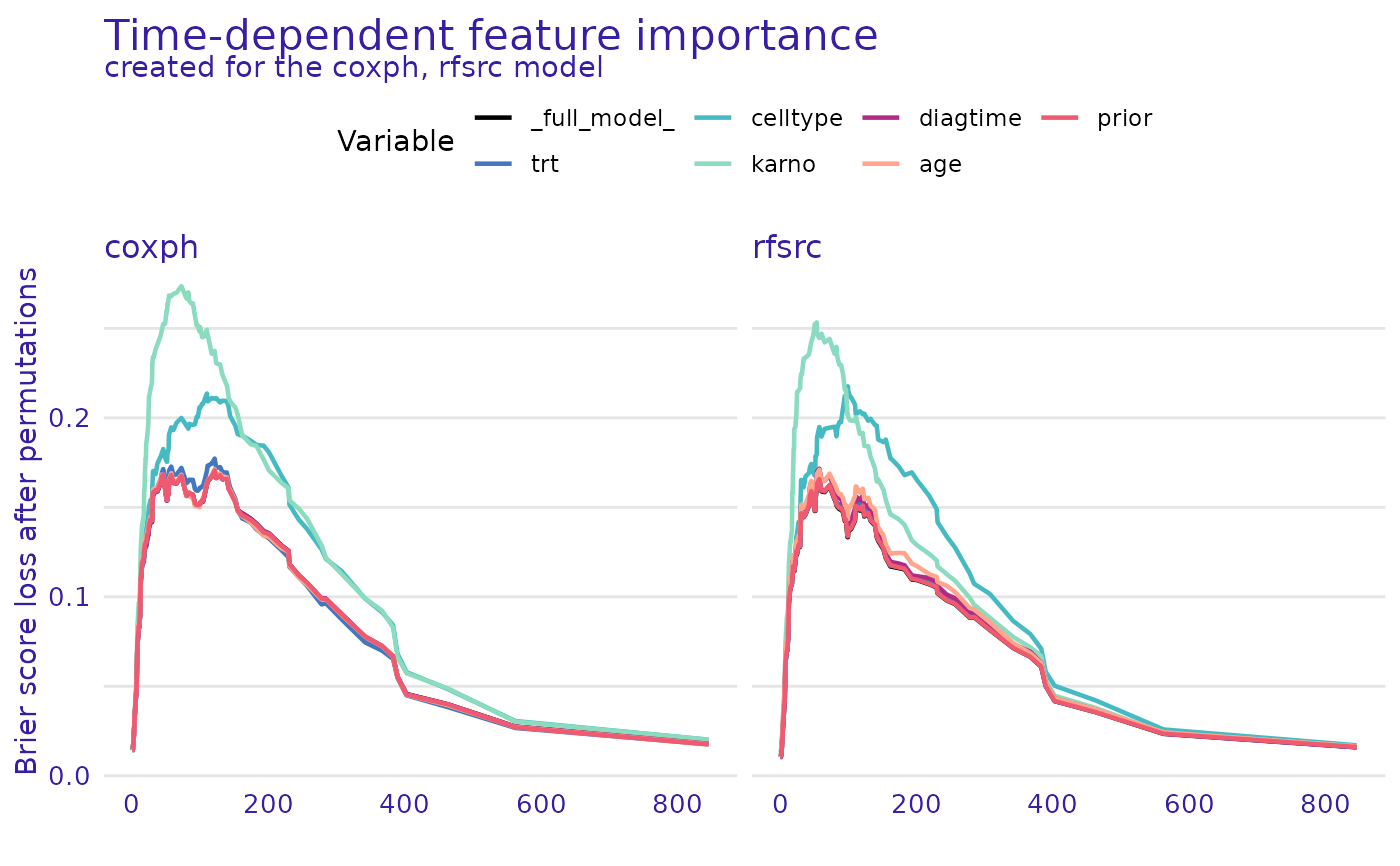 Time-dependent feature importance
created for the coxph, rfsrc model
Variable
_full_model_ celltype diagtime prior
trt karno age
coxph rfsrc
Brier score loss after permutations
0.2
0.1
0.0
0 200 400 600 800 0 200 400 600 800